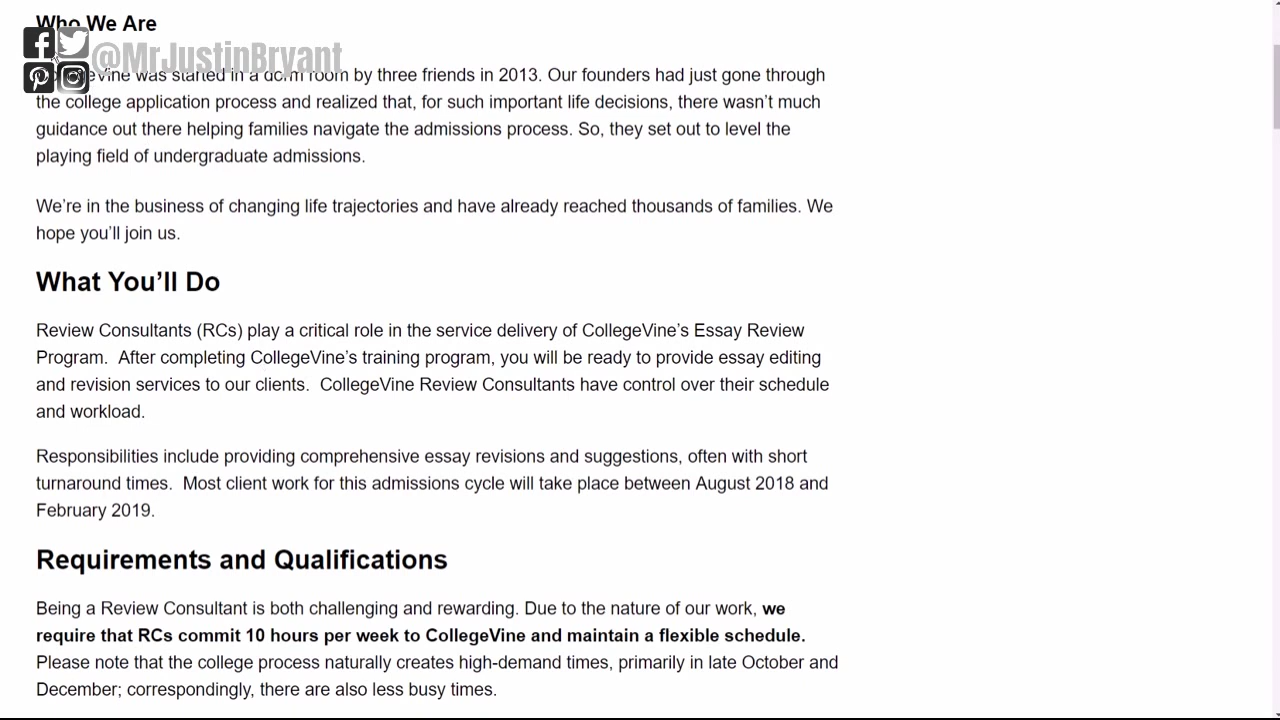 Who We Are
@MrJustinBryant
was started in a dorm room by three friends in 2013. Our founders had just gone through
the college application process and realized that, for such important life decisions, there wasn’t much
guidance out there helping families navigate the admissions process. So, they set out to level the
playing field of undergraduate admissions.
We’re in the business of changing life trajectories and have already reached thousands of families. We
hope you’ll join us.
What You’ll Do
Review Consultants (RCs) play a critical role in the service delivery of CollegeVine’s Essay Review
Program.  After completing CollegeVine’s training program, you will be ready to provide essay editing
and revision services to our clients.  CollegeVine Review Consultants have control over their schedule
and workload.
Responsibilities include providing comprehensive essay revisions and suggestions, often with short
turnaround times.  Most client work for this admissions cycle will take place between August 2018 and
February 2019.
Requirements and Qualifications
Being a Review Consultant is both challenging and rewarding. Due to the nature of our work, we
require that RCs commit 10 hours per week to CollegeVine and maintain a flexible schedule.
Please note that the college process naturally creates high-demand times, primarily in late October and
December; correspondingly, there are also less busy times.